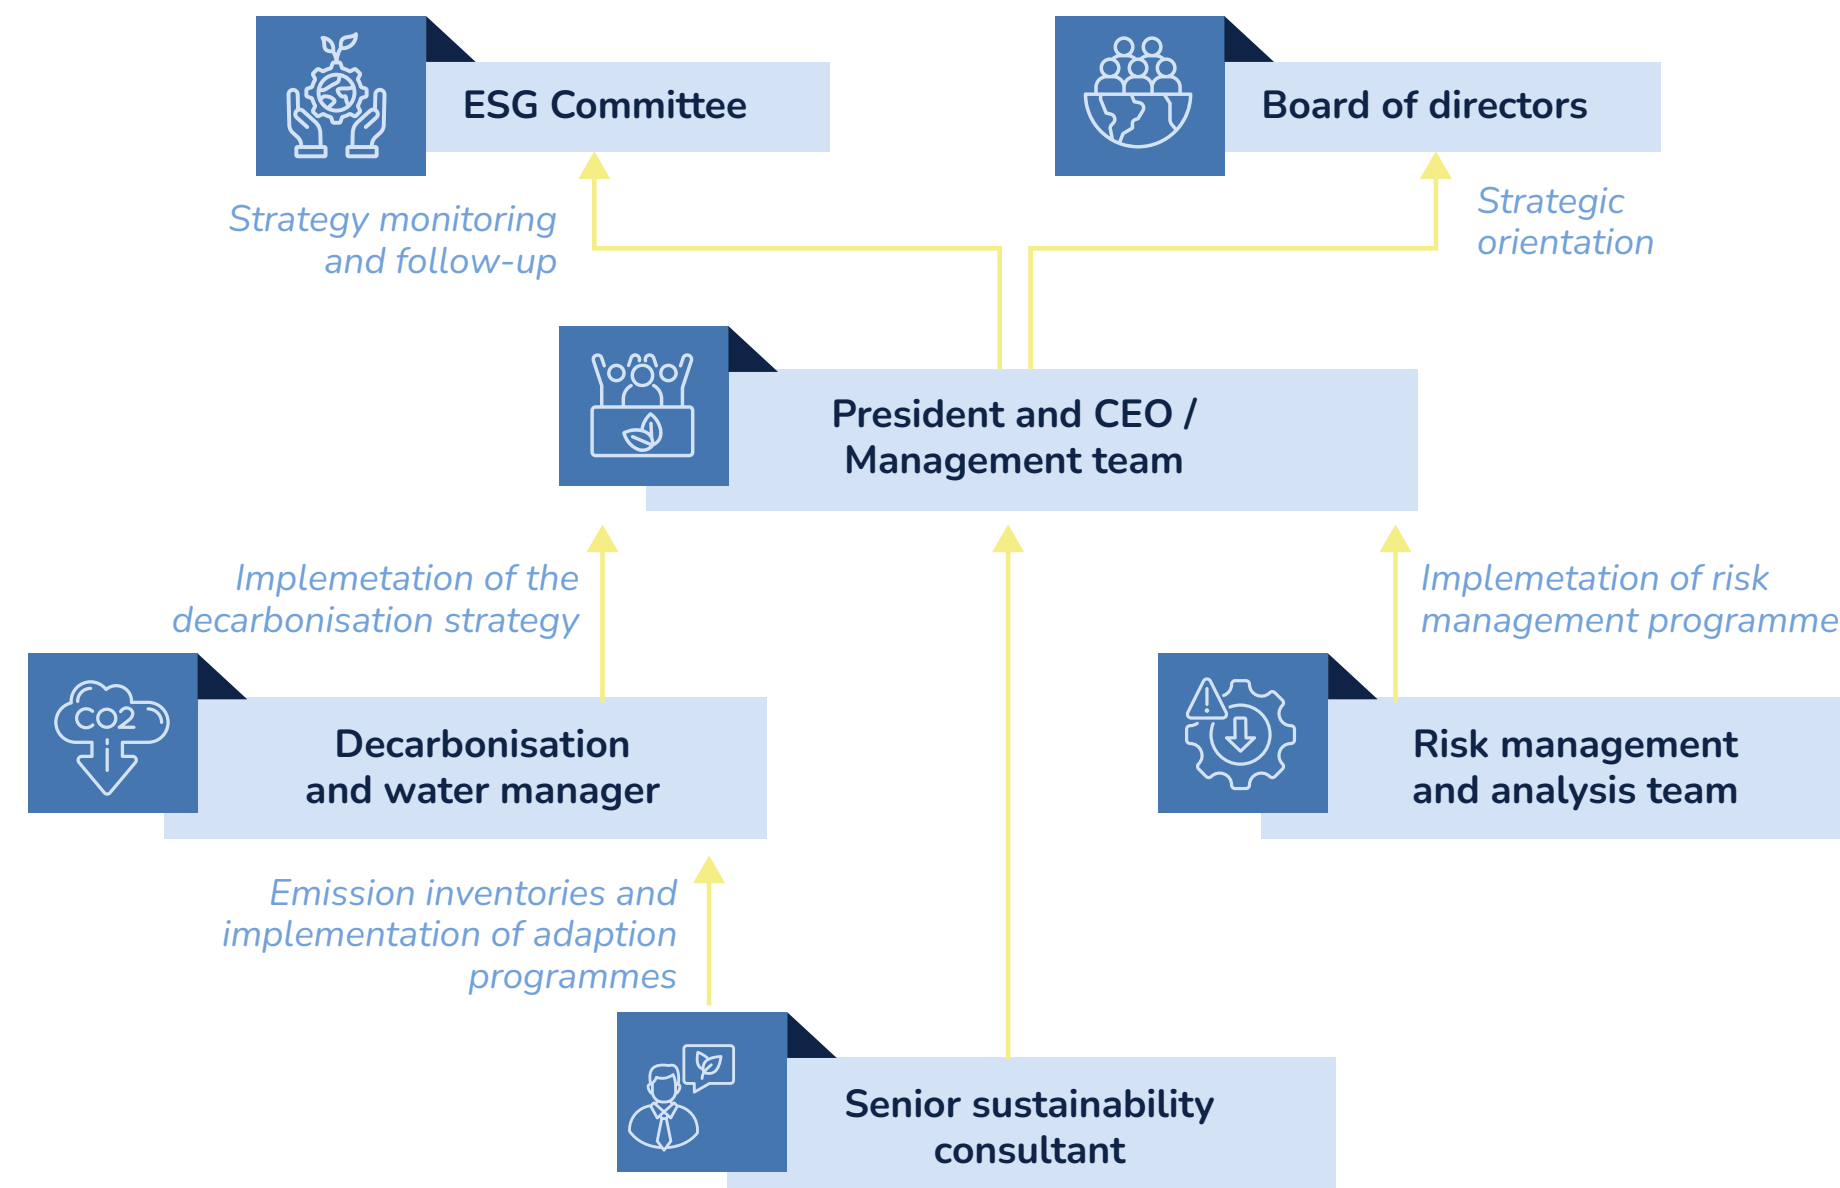 ESG Committee
Board of directors
Strategy monitoring
and follow-up
Strategic
orientation
President and CEO /
Management team
Implemetation of the
decarbonisation strategy
Implemetation of risk
management programme
CO2
Decarbonisation
and water manager
Risk management
and analysis team
Emission inventories and
implementation of adaption
programmes
Senior sustainability
consultant